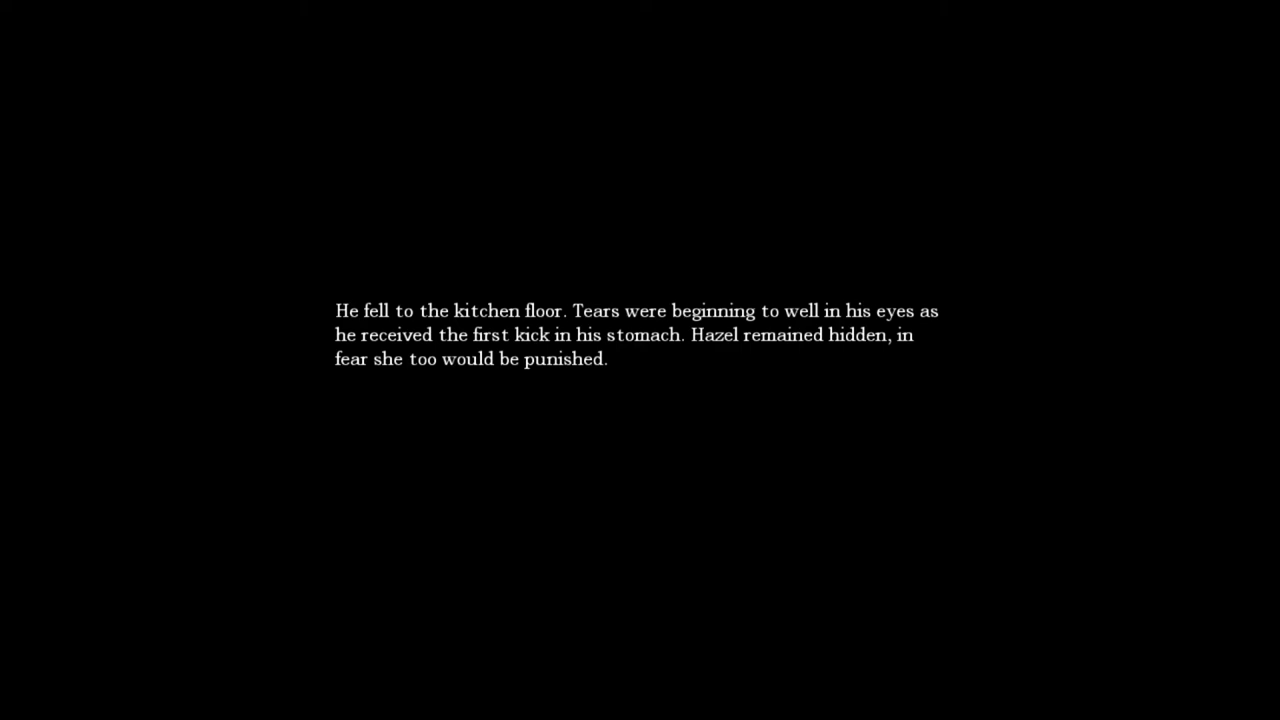 He fell to the kitchen floor. Tears were beginning to well in his eyes as
he received the first kick in his stomach. Hazel remained hidden, in
fear she too would be punished.